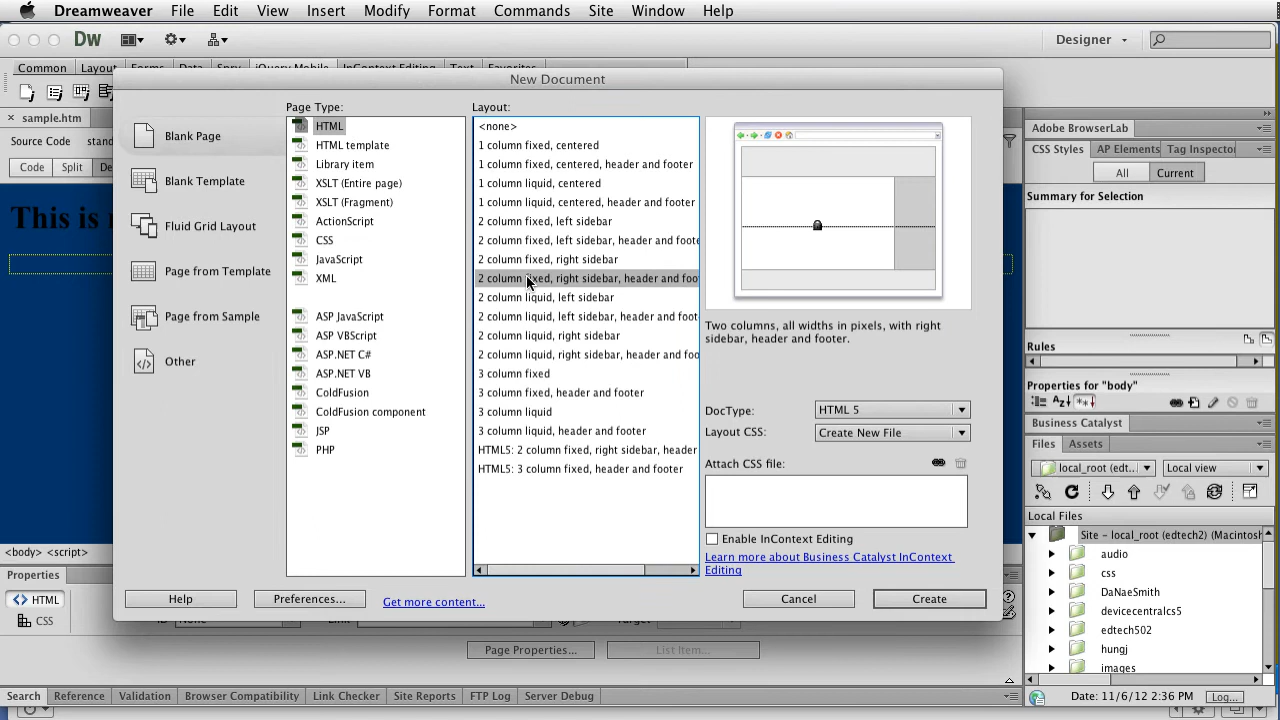 Dreamweaver File Edit View Insert Modify Format Commands Site Window Help
Dw Designer
Common
New Document
sample.htm
Source Code
Code Split
This is
Page Type: Layout:
Blank Page
Blank Template
Fluid Grid Layout
Page from Template
Page from Sample
Other
HTML
HTML template
Library item
XSLT (Entire page)
XSLT (Fragment)
ActionScript
CSS
JavaScript
XML
ASP JavaScript
ASP VBScript
ASP.NET C#
ASP.NET VB
ColdFusion
ColdFusion component
JSP
PHP
<none>
1 column fixed, centered
1 column fixed, centered, header and footer
1 column liquid, centered
1 column liquid, centered, header and footer
2 column fixed, left sidebar
2 column fixed, left sidebar, header and foote
2 column fixed, right sidebar
2 column fixed, right sidebar, header and foo
2 column liquid, left sidebar
2 column liquid, left sidebar, header and foot
2 column liquid, right sidebar
2 column liquid, right sidebar, header and foo
3 column fixed
3 column fixed, header and footer
3 column liquid
3 column liquid, header and footer
HTML5: 2 column fixed, right sidebar, header
HTML5: 3 column fixed, header and footer
Two columns, all widths in pixels, with right
sidebar, header and footer.
DocType: HTML 5
Layout CSS: Create New File
Attach CSS file:
Enable InContext Editing
Learn more about Business Catalyst InContext
Editing
Help Preferences... Get more content... Cancel Create
Adobe BrowserLab
CSS Styles AP Elements Tag Inspector
All Current
Summary for Selection
Rules
Properties for "body"
Business Catalyst
Files Assets
local_root (edt... Local view
Local Files
Site - local_root (edtech2) (Macintosh
audio
css
DaNaeSmith
devicecentralcs5
edtech502
hungj
images
Date: 11/6/12 2:36 PM Log...
<body> <script>
Properties
<> HTML
CSS
Page Properties... List Item...
Search Reference Validation Business Catalyst Compatibility Link Checker Site Reports FTP Log Server Debug